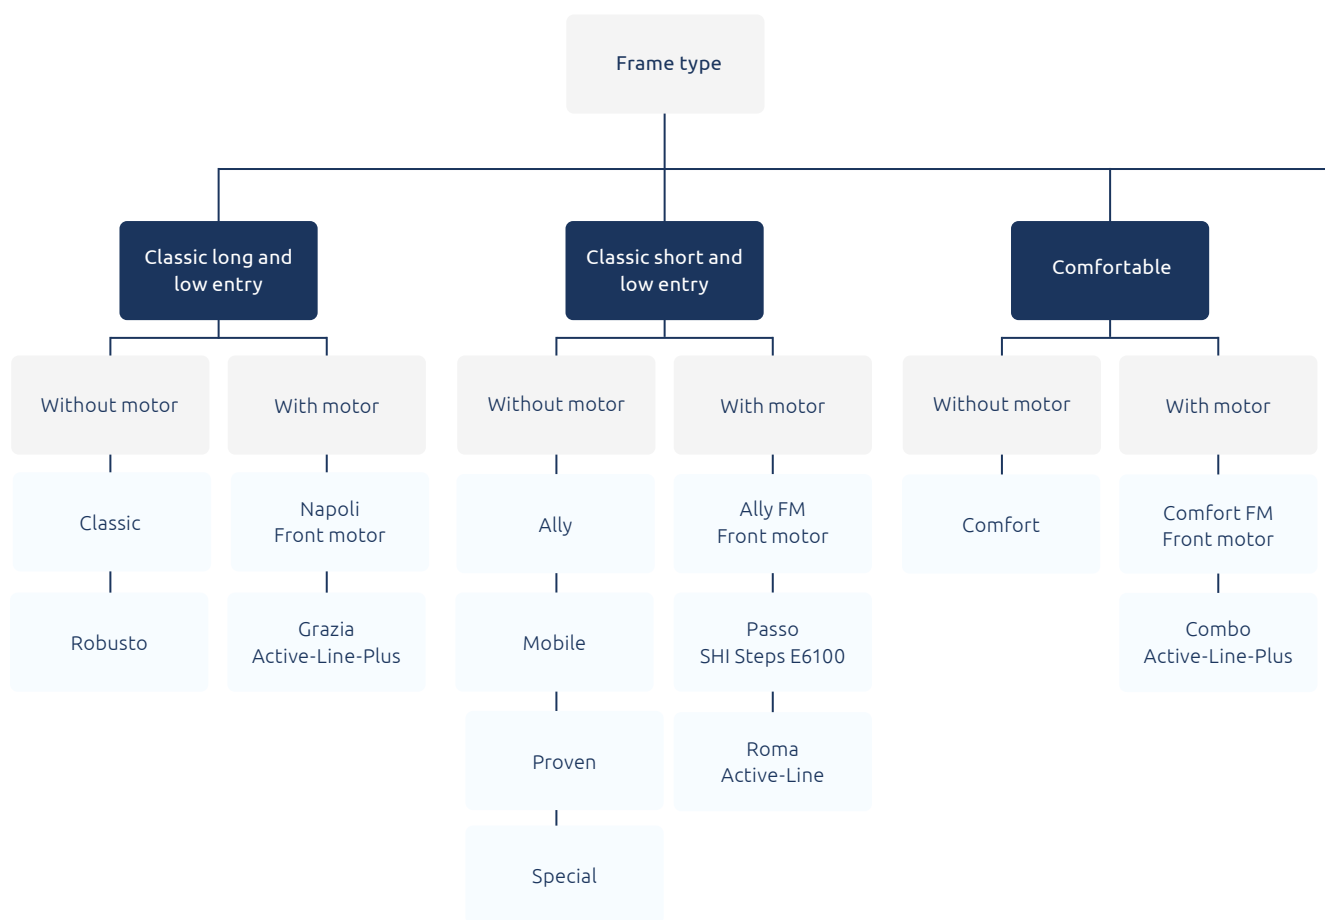 Frame type
Classic long and
low entry
Classic short and
low entry
Comfortable
Without motor
With motor
Without motor
With motor
Without motor
With motor
Classic
Napoli
Front motor
Ally
Ally FM
Front motor
Comfort
Comfort FM
Front motor
Robusto
Grazia
Active-Line-Plus
Mobile
Passo
SHI Steps E6100
Combo
Active-Line-Plus
Proven
Roma
Active-Line
Special